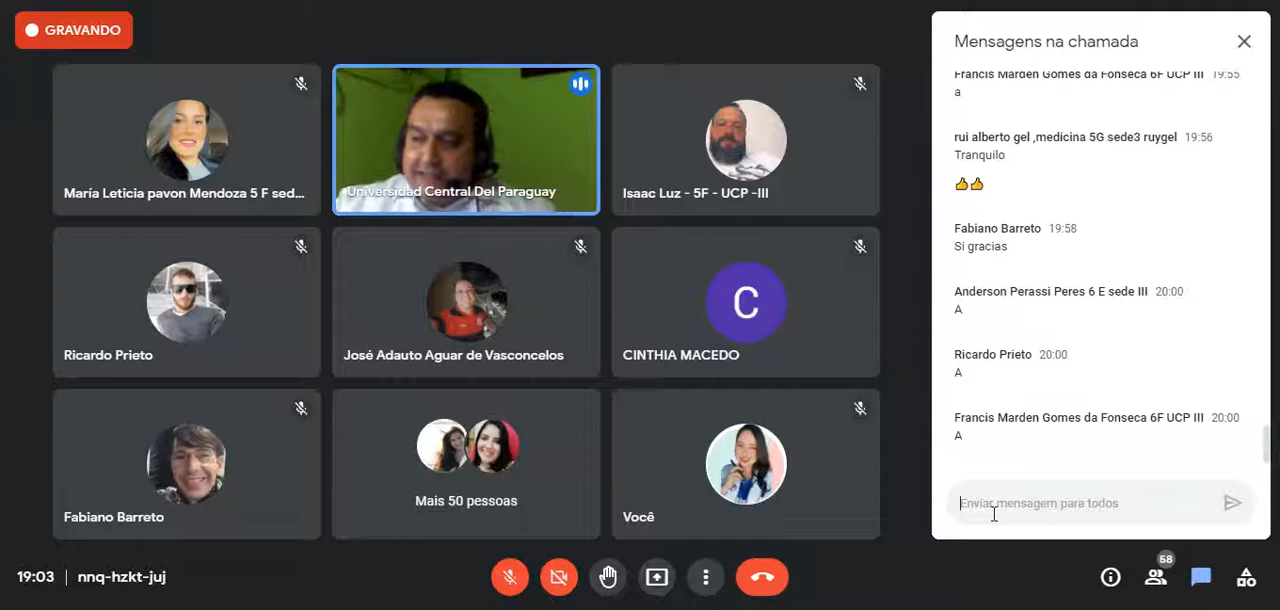 GRAVANDO
María Leticia pavon Mendoza 5 F sed...
Universidad Central Del Paraguay
Isaac Luz - 5F - UCP -III
Ricardo Prieto
José Adauto Aguar de Vasconcelos
C
CINTHIA MACEDO
Fabiano Barreto
Mais 50 pessoas
Você
Mensagens na chamada
Francis Marden Gomes da Fonseca 6F UCP III 19:55
a
rui alberto gel ,medicina 5G sede3 ruygel 19:56
Tranquilo
👍👍
Fabiano Barreto 19:58
Si gracias
Anderson Perassi Peres 6 E sede III 20:00
A
Ricardo Prieto 20:00
A
Francis Marden Gomes da Fonseca 6F UCP III 20:00
A
Enviar mensagem para todos
19:03 | nnq-hzkt-juj
58